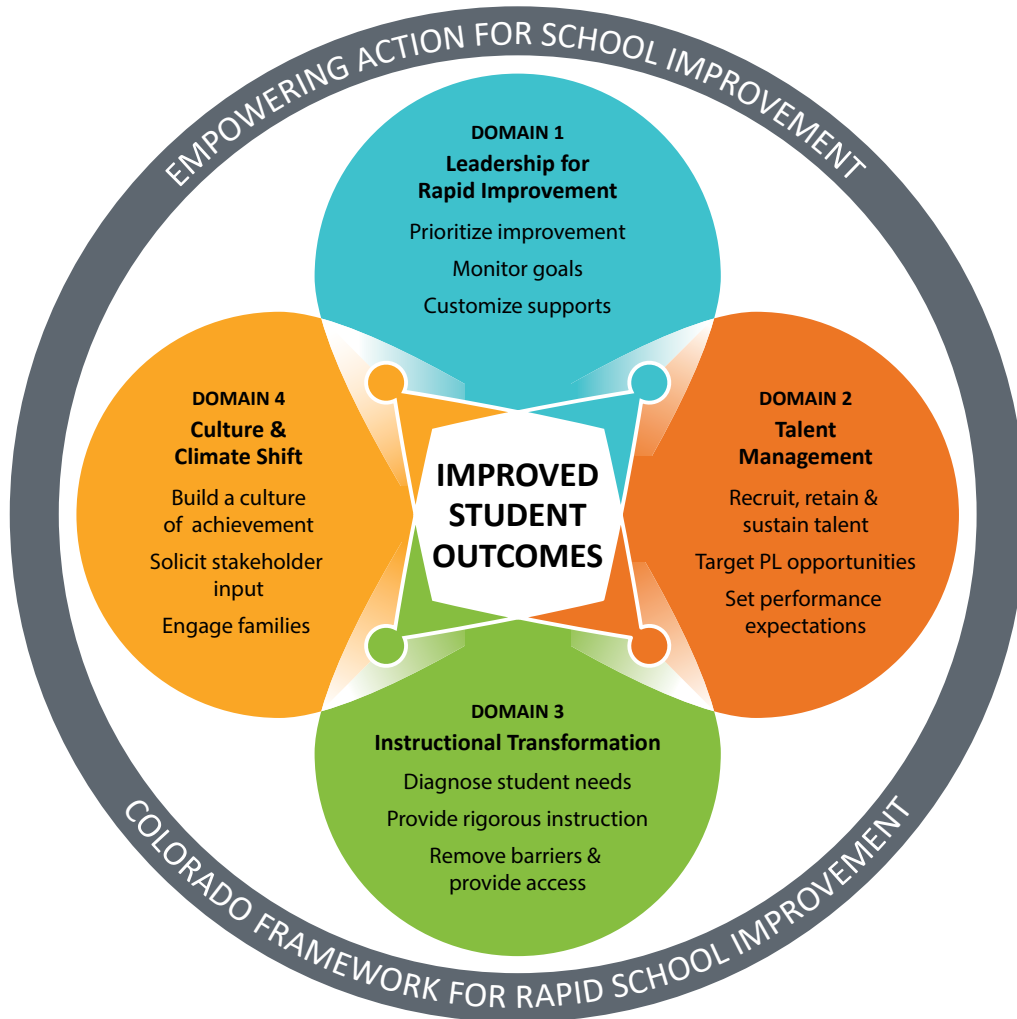 EMPOWERING ACTION FOR SCHOOL IMPROVEMENT
DOMAIN 1
Leadership for
Rapid Improvement
Prioritize improvement
Monitor goals
Customize supports
DOMAIN 4
Culture &
Climate Shift
Build a culture
of achievement
Solicit stakeholder
input
Engage families
IMPROVED
STUDENT
OUTCOMES
DOMAIN 2
Talent
Management
Recruit, retain &
sustain talent
Target PL opportunities
Set performance
expectations
DOMAIN 3
Instructional Transformation
Diagnose student needs
Provide rigorous instruction
Remove barriers &
provide access
COLORADO FRAMEWORK FOR RAPID SCHOOL IMPROVEMENT